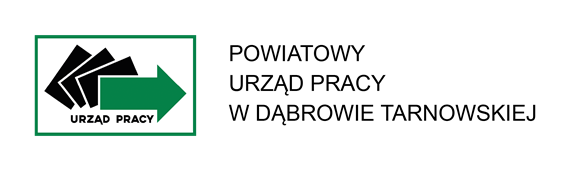 URZĄD PRACY
POWIATOWY
URZĄD PRACY
W DĄBROWIE TARNOWSKIEJ